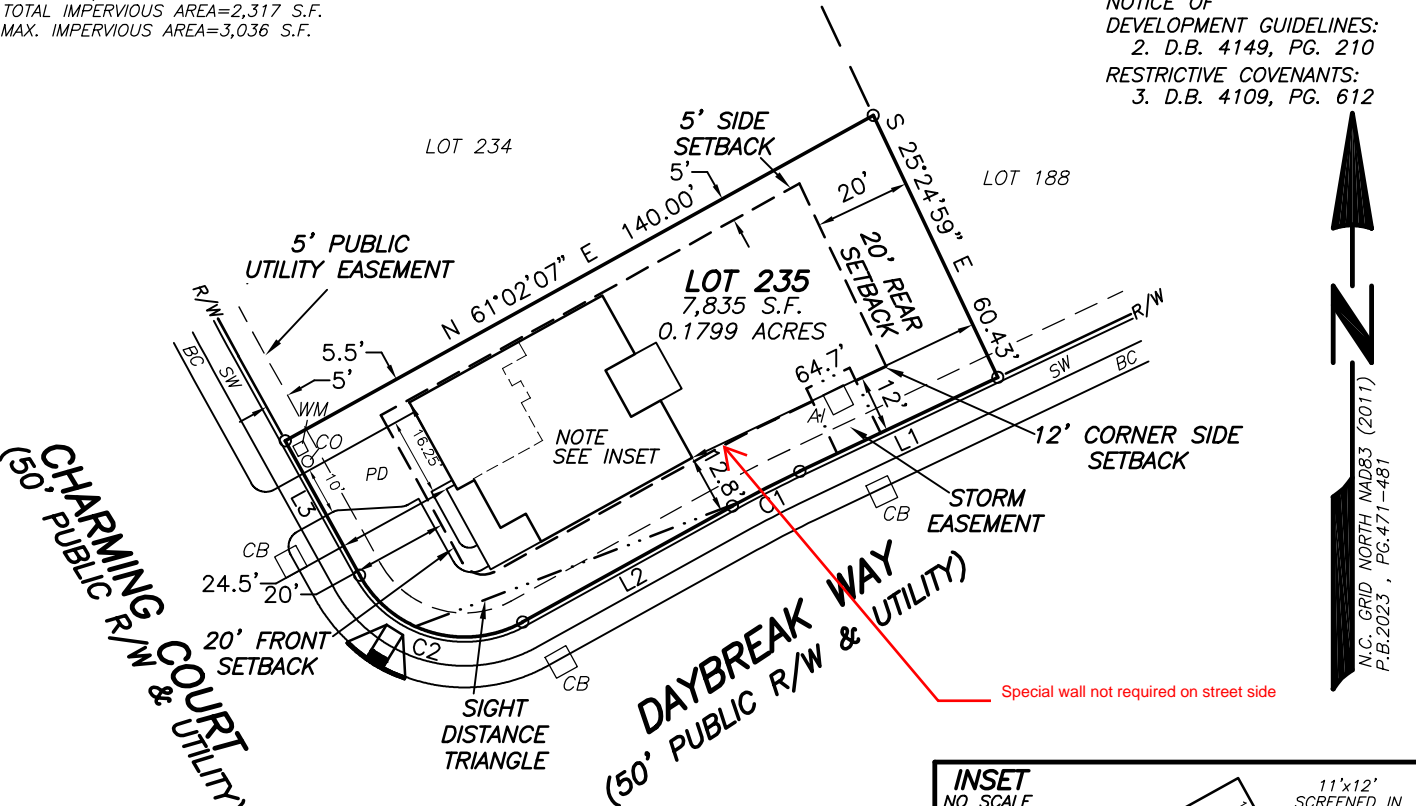 TOTAL IMPERVIOUS AREA=2,317 S.F.
MAX. IMPERVIOUS AREA=3,036 S.F.
NOTICE OF
DEVELOPMENT GUIDELINES:
2. D.B. 4149, PG. 210
RESTRICTIVE COVENANTS:
3. D.B. 4109, PG. 612
LOT 234
5' SIDE
SETBACK
5'
LOT 188
S 25°24'59" E
60.43'
20'
N 61°02'07" E 140.00'
5' PUBLIC
UTILITY EASEMENT
20' REAR
SETBACK
LOT 235
7,835 S.F.
0.1799 ACRES
R/W
R/W
BC
SW
5.5'
5'
64.7'
SW
BC
WM
CO
10'
PD
16.25'
NOTE
SEE INSET
AI
12'
L1
12' CORNER SIDE
SETBACK
STORM
EASEMENT
2.8'
C1
CB
L3
CB
24.5'
20'
L2
20' FRONT
SETBACK
C2
CB
SIGHT
DISTANCE
TRIANGLE
CHARMING COURT
(50' PUBLIC R/W & UTILITY)
DAYBREAK WAY
(50' PUBLIC R/W & UTILITY)
Special wall not required on street side
N
N.C. GRID NORTH NAD83 (2011)
P.B.2023 , PG.471-481
INSET
NO SCALE
11'x12'
SCREENED IN